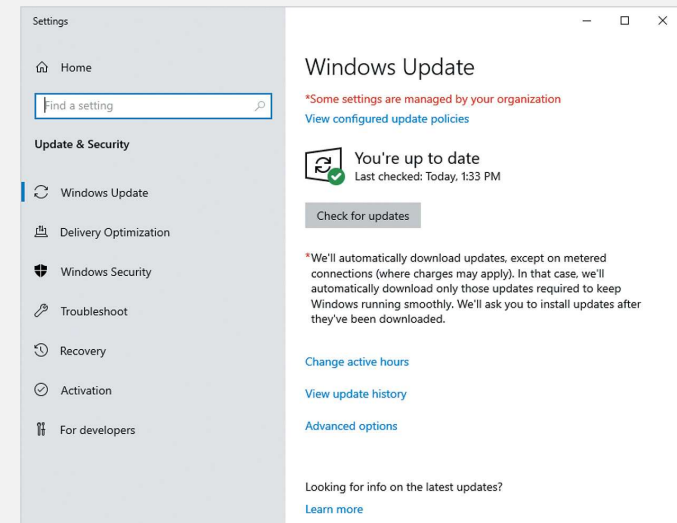 Settings
Home
Find a setting
Update & Security
Windows Update
Delivery Optimization
Windows Security
Troubleshoot
Recovery
Activation
For developers
Windows Update
*Some settings are managed by your organization
View configured update policies
You're up to date
Last checked: Today, 1:33 PM
Check for updates
*We'll automatically download updates, except on metered
connections (where charges may apply). In that case, we'll
automatically download only those updates required to keep
Windows running smoothly. We'll ask you to install updates after
they've been downloaded.
Change active hours
View update history
Advanced options
Looking for info on the latest updates?
Learn more